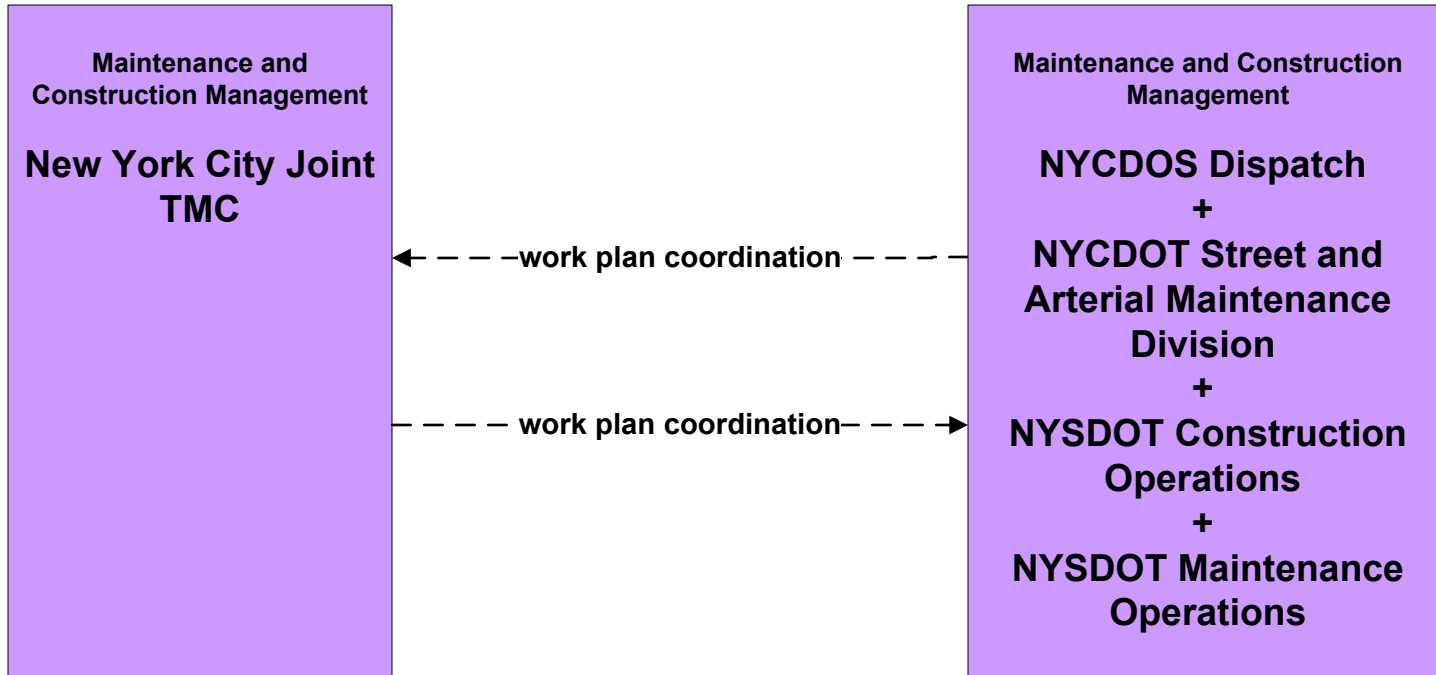 Maintenance and
Construction Management
New York City Joint
TMC
work plan coordination
work plan coordination
Maintenance and Construction
Management
NYCDOS Dispatch
+
NYCDOT Street and
Arterial Maintenance
Division
+
NYSDOT Construction
Operations
+
NYSDOT Maintenance
Operations